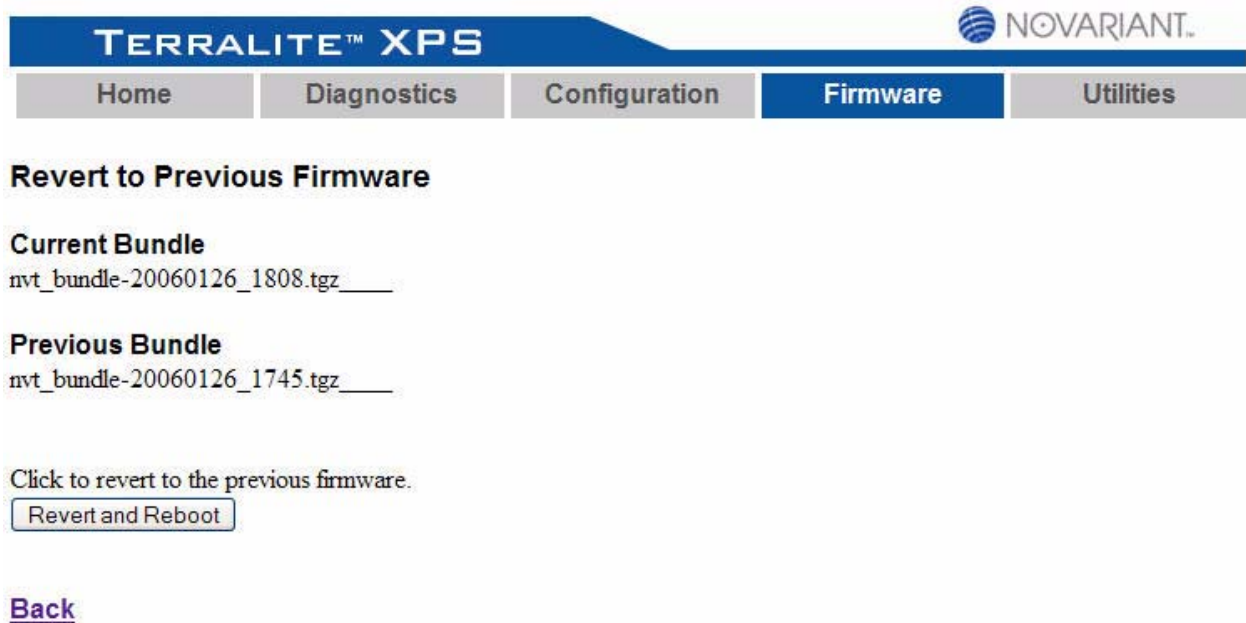 TERRALITE™ XPS
NOVARIANT™
Home Diagnostics Configuration Firmware Utilities
Revert to Previous Firmware
Current Bundle
nvt_bundle-20060126_1808.tgz____
Previous Bundle
nvt_bundle-20060126_1745.tgz____
Click to revert to the previous firmware.
Revert and Reboot
Back